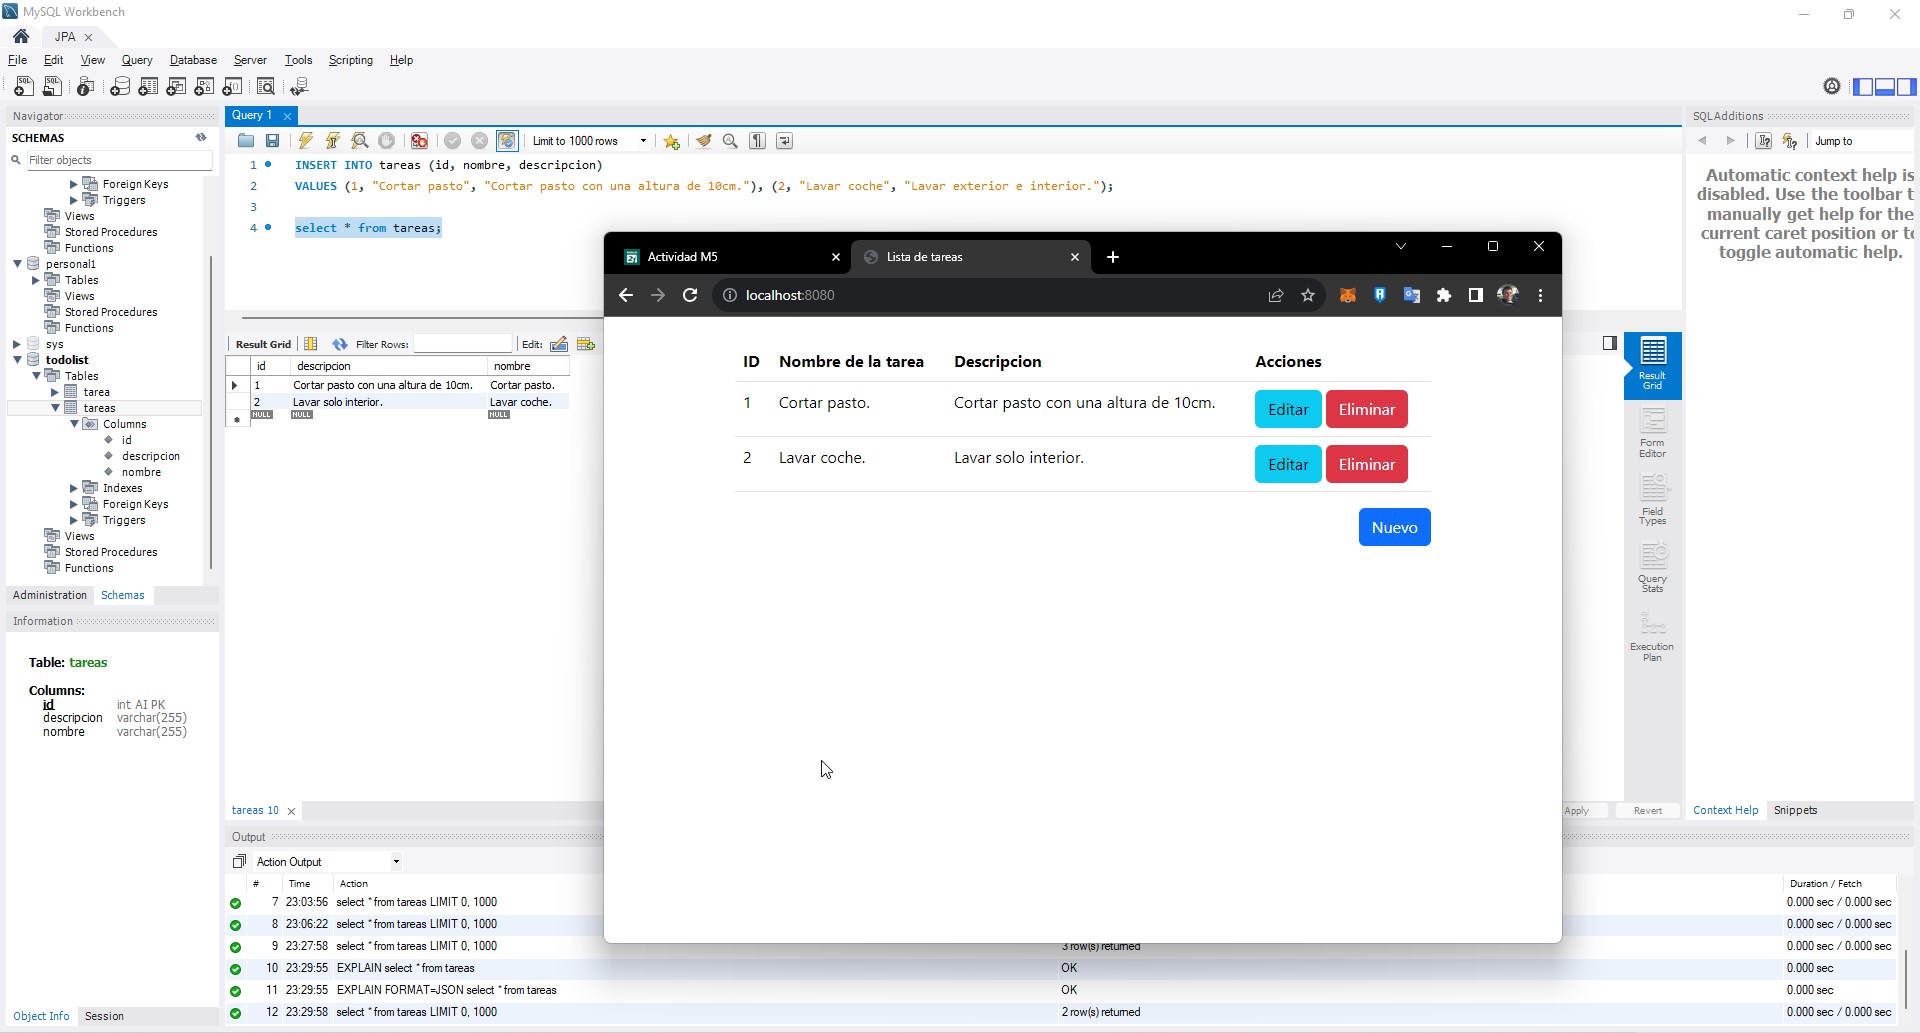 MySQL Workbench
JPA
File Edit View Query Database Server Tools Scripting Help
Navigator
SCHEMAS
Filter objects
Foreign Keys
Triggers
Views
Stored Procedures
Functions
personal1
Tables
Views
Stored Procedures
Functions
sys
todolist
Tables
tarea
tareas
Columns
id
descripcion
nombre
Indexes
Foreign Keys
Triggers
Views
Stored Procedures
Functions
Administration Schemas
Information
Table: tareas
Columns:
id int AI PK
descripcion varchar(255)
nombre varchar(255)
Object Info Session
Query 1
Limit to 1000 rows
1 INSERT INTO tareas (id, nombre, descripcion)
2 VALUES (1, "Cortar pasto", "Cortar pasto con una altura de 10cm."), (2, "Lavar coche", "Lavar exterior e interior.");
3
4 select * from tareas;
Result Grid Filter Rows: Edit:
id descripcion nombre
1 Cortar pasto con una altura de 10cm. Cortar pasto.
2 Lavar solo interior. Lavar coche.
NULL NULL NULL
tareas 10
Actividad M5
Lista de tareas
localhost:8080
ID Nombre de la tarea Descripcion Acciones
1 Cortar pasto. Cortar pasto con una altura de 10cm. Editar Eliminar
2 Lavar coche. Lavar solo interior. Editar Eliminar
Nuevo
Result
Grid
Form
Editor
Field
Types
Query
Stats
Execution
Plan
Apply Revert
SQLAdditions
Jump to
Automatic context help is
disabled. Use the toolbar t
manually get help for the
current caret position or to
toggle automatic help.
Context Help Snippets
Output
Action Output
# Time Action Duration / Fetch
7 23:03:56 select * from tareas LIMIT 0, 1000 0.000 sec / 0.000 sec
8 23:06:22 select * from tareas LIMIT 0, 1000 0.000 sec / 0.000 sec
9 23:27:58 select * from tareas LIMIT 0, 1000 3 row(s) returned 0.000 sec / 0.000 sec
10 23:29:55 EXPLAIN select * from tareas OK 0.000 sec
11 23:29:55 EXPLAIN FORMAT=JSON select * from tareas OK 0.000 sec
12 23:29:58 select * from tareas LIMIT 0, 1000 2 row(s) returned 0.000 sec / 0.000 sec